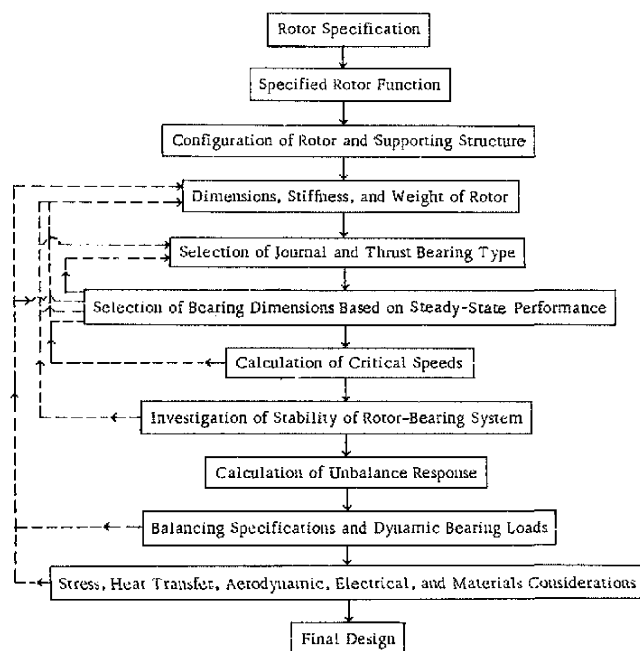 Rotor Specification
Specified Rotor Function
Configuration of Rotor and Supporting Structure
Dimensions, Stiffness, and Weight of Rotor
Selection of Journal and Thrust Bearing Type
Selection of Bearing Dimensions Based on Steady-State Performance
Calculation of Critical Speeds
Investigation of Stability of Rotor-Bearing System
Calculation of Unbalance Response
Balancing Specifications and Dynamic Bearing Loads
Stress, Heat Transfer, Aerodynamic, Electrical, and Materials Considerations
Final Design